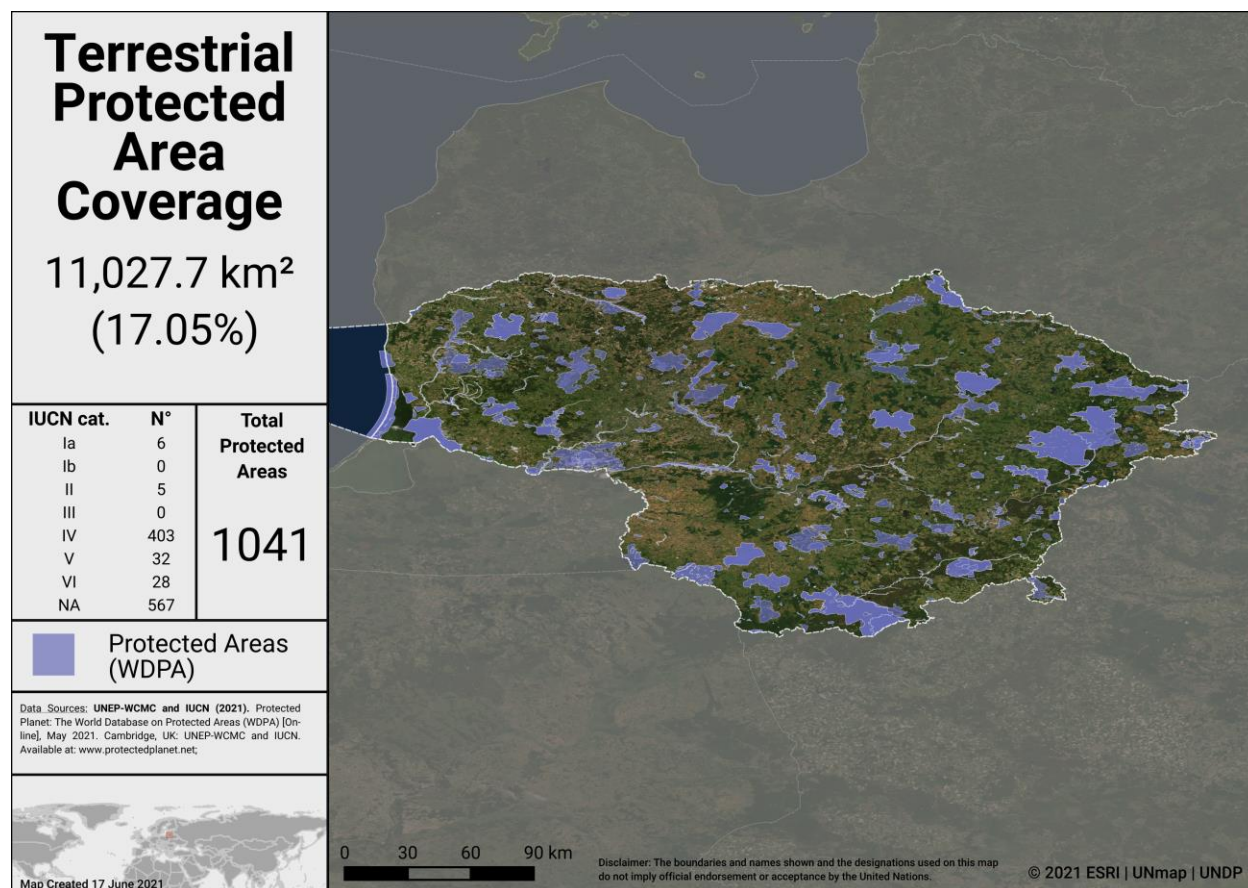 Terrestrial
Protected
Area
Coverage
11,027.7 km²
(17.05%)
IUCN cat. N°
Ia 6
Ib 0
II 5
III 0
IV 403
V 32
VI 28
NA 567
Total
Protected
Areas
1041
Protected Areas
(WDPA)
Data Sources: UNEP-WCMC and IUCN (2021). Protected
Planet: The World Database on Protected Areas (WDPA) [On-
line], May 2021. Cambridge, UK: UNEP-WCMC and IUCN.
Available at: www.protectedplanet.net;
Map Created 17 June 2021
0 30 60 90 km
Disclaimer: The boundaries and names shown and the designations used on this map
do not imply official endorsement or acceptance by the United Nations.
© 2021 ESRI | UNmap | UNDP